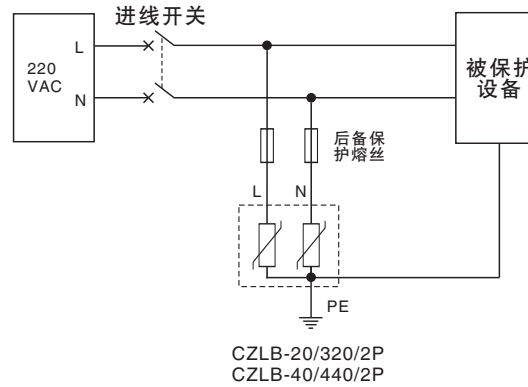 进线开关
L
220
VAC
N
被保护
设备
后备保
护熔丝
L
N
PE
CZLB-20/320/2P
CZLB-40/440/2P